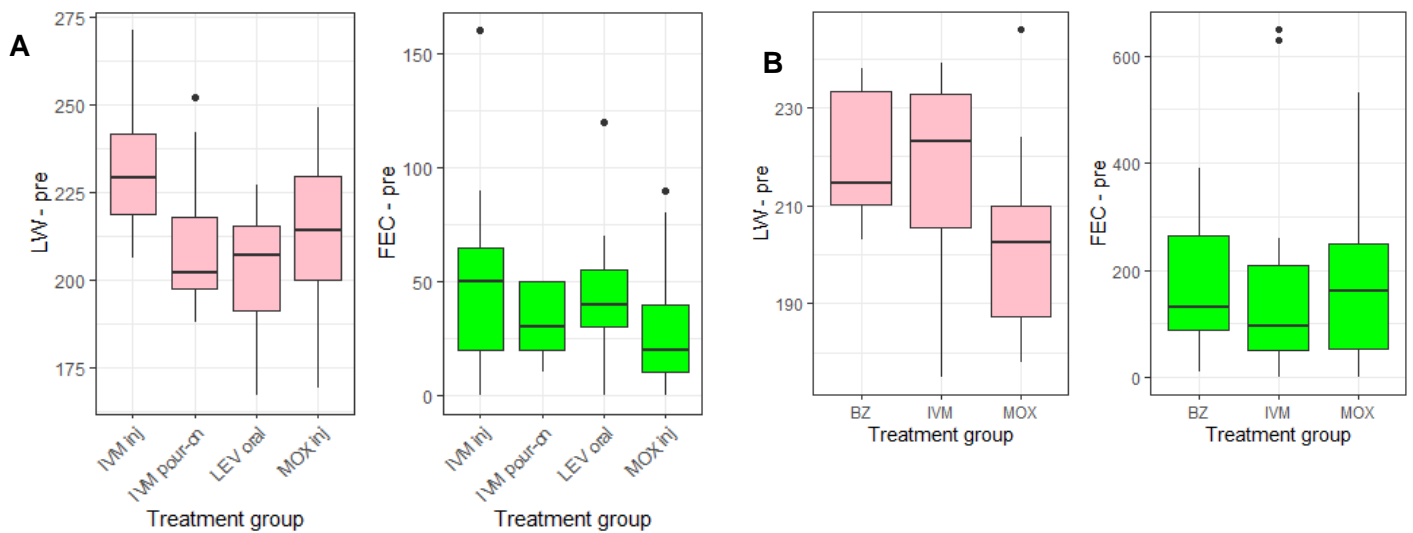 A
LW - pre
275
250
225
200
175
IVM inj
IVM pour-on
LEV oral
MOX inj
Treatment group
FEC - pre
150
100
50
0
IVM inj
IVM pour-on
LEV oral
MOX inj
Treatment group
B
LW - pre
230
210
190
BZ IVM MOX
Treatment group
FEC - pre
600
400
200
0
BZ IVM MOX
Treatment group